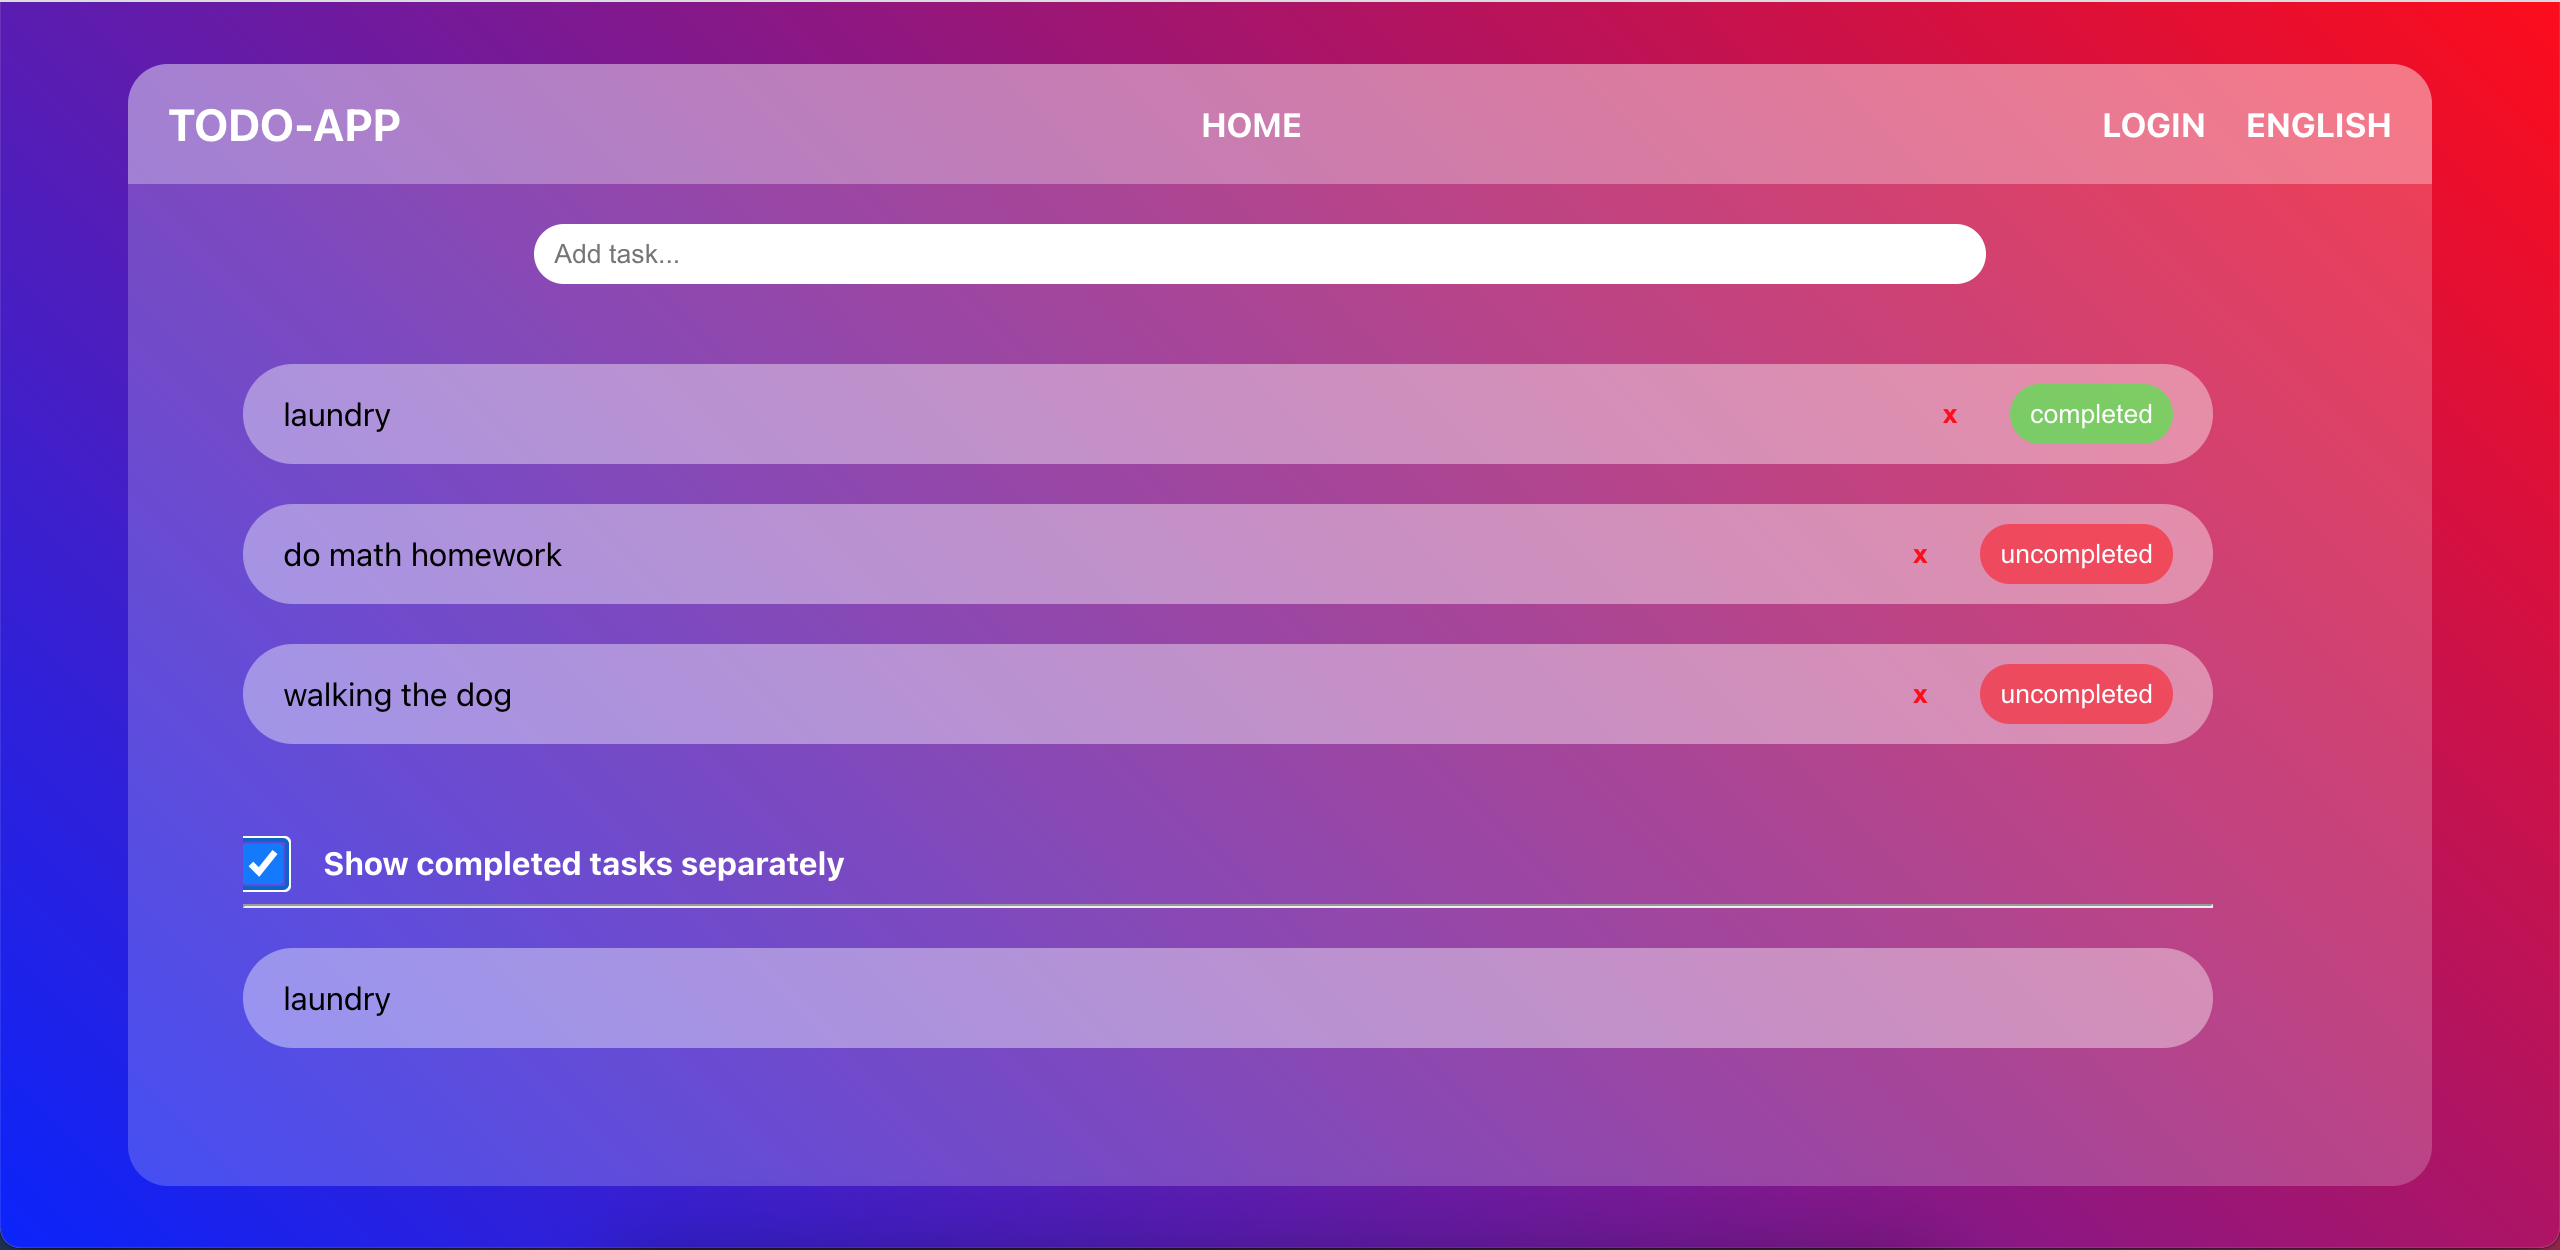 TODO-APP HOME LOGIN ENGLISH
Add task...
laundry x completed
do math homework x uncompleted
walking the dog x uncompleted
Show completed tasks separately
laundry